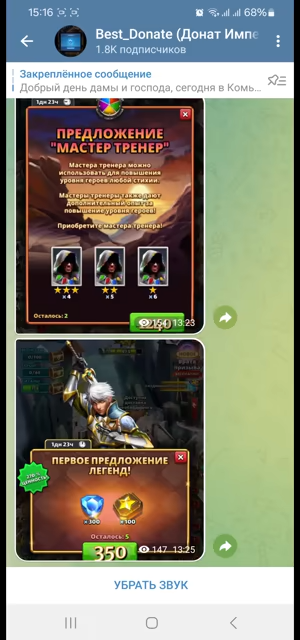 15:16
68%
Best_Donate (Донат Импе
1.8K подписчиков
Закреплённое сообщение
Добрый день дамы и господа, сегодня в Комь...
1дн 23ч
ПРЕДЛОЖЕНИЕ
"МАСТЕР ТРЕНЕР"
Мастера тренера можно
использовать для повышения
уровня героев любой стихии.
Мастеры тренеры также дают
дополнительный опыт за
повышение уровня героев!
Приобретите мастера тренера!
x4
x5
x6
Осталось: 2
13:23
1дн 23ч
ПЕРВОЕ ПРЕДЛОЖЕНИЕ
ЛЕГЕНД!
x300
x100
Осталось: 5
350
147 13:25
УБРАТЬ ЗВУК